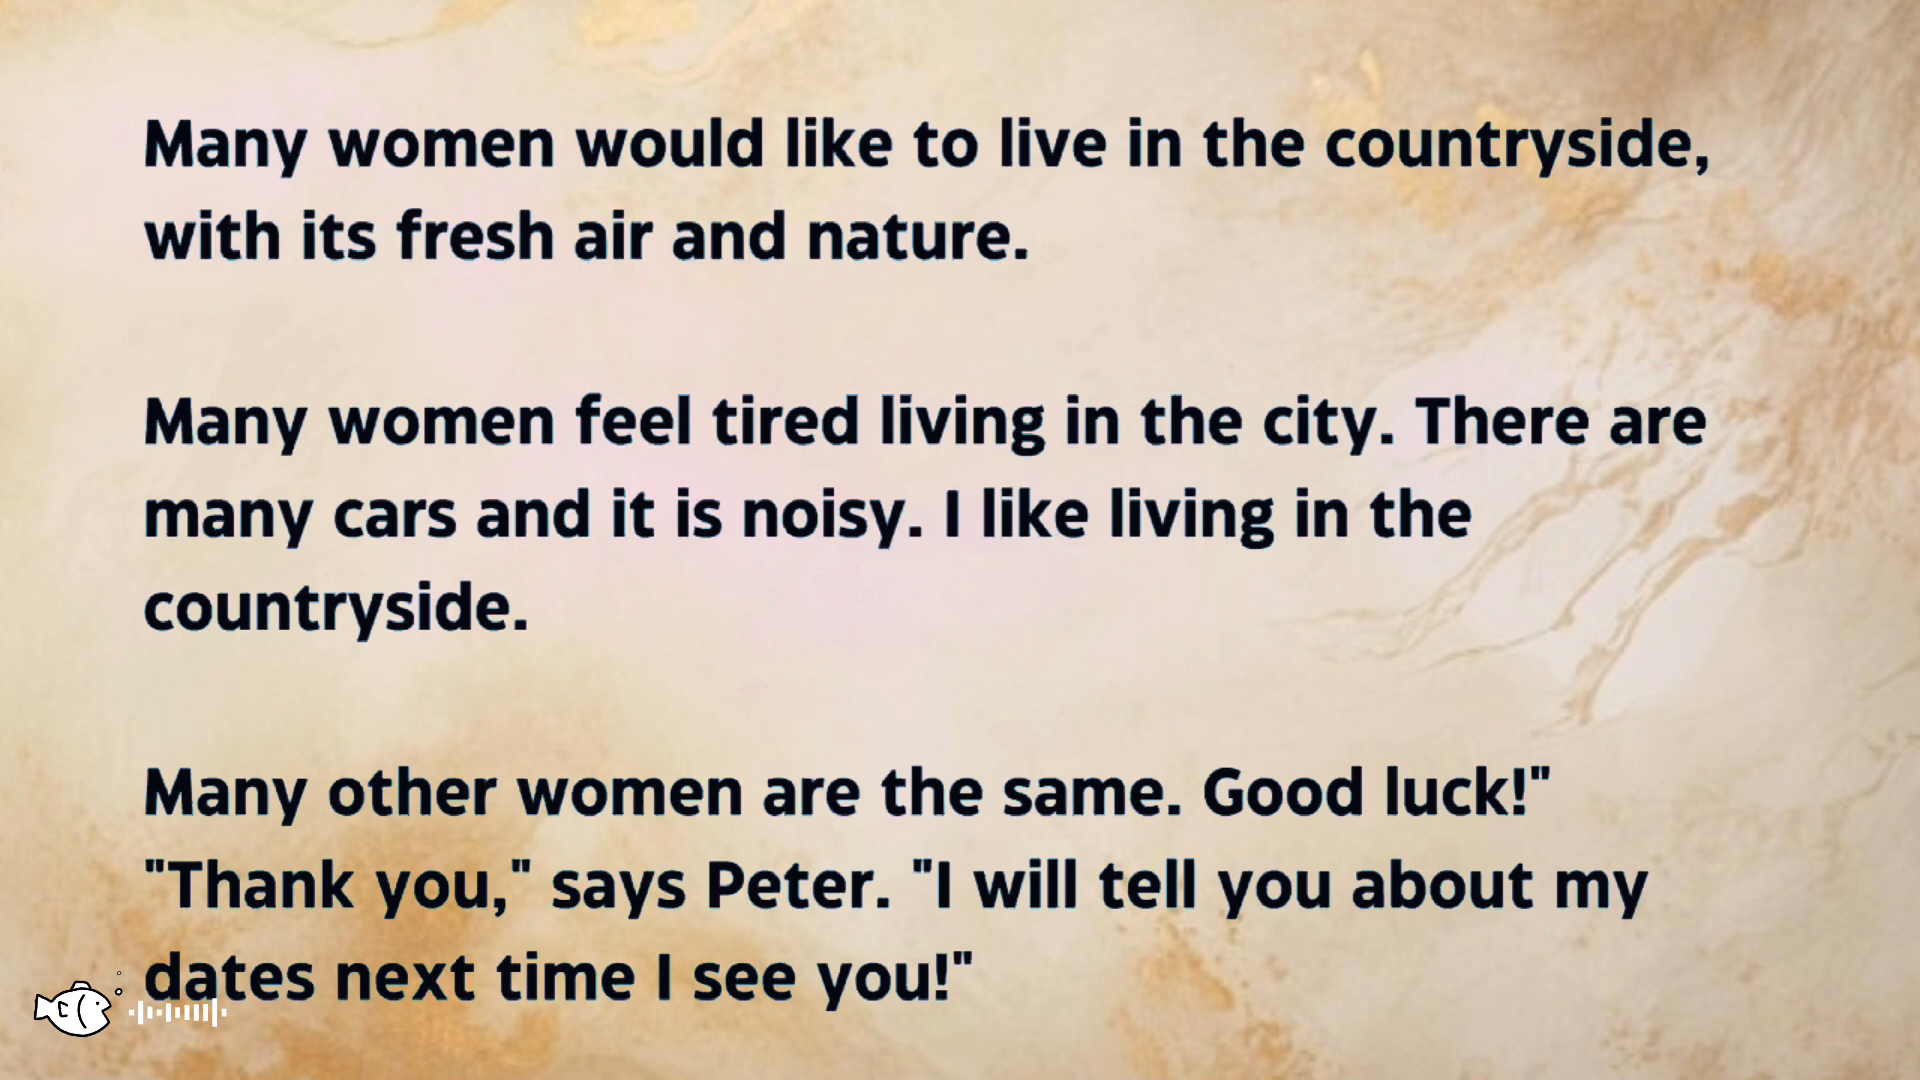 Many women would like to live in the countryside,
with its fresh air and nature.
Many women feel tired living in the city. There are
many cars and it is noisy. I like living in the
countryside.
Many other women are the same. Good luck!"
"Thank you," says Peter. "I will tell you about my
dates next time I see you!"